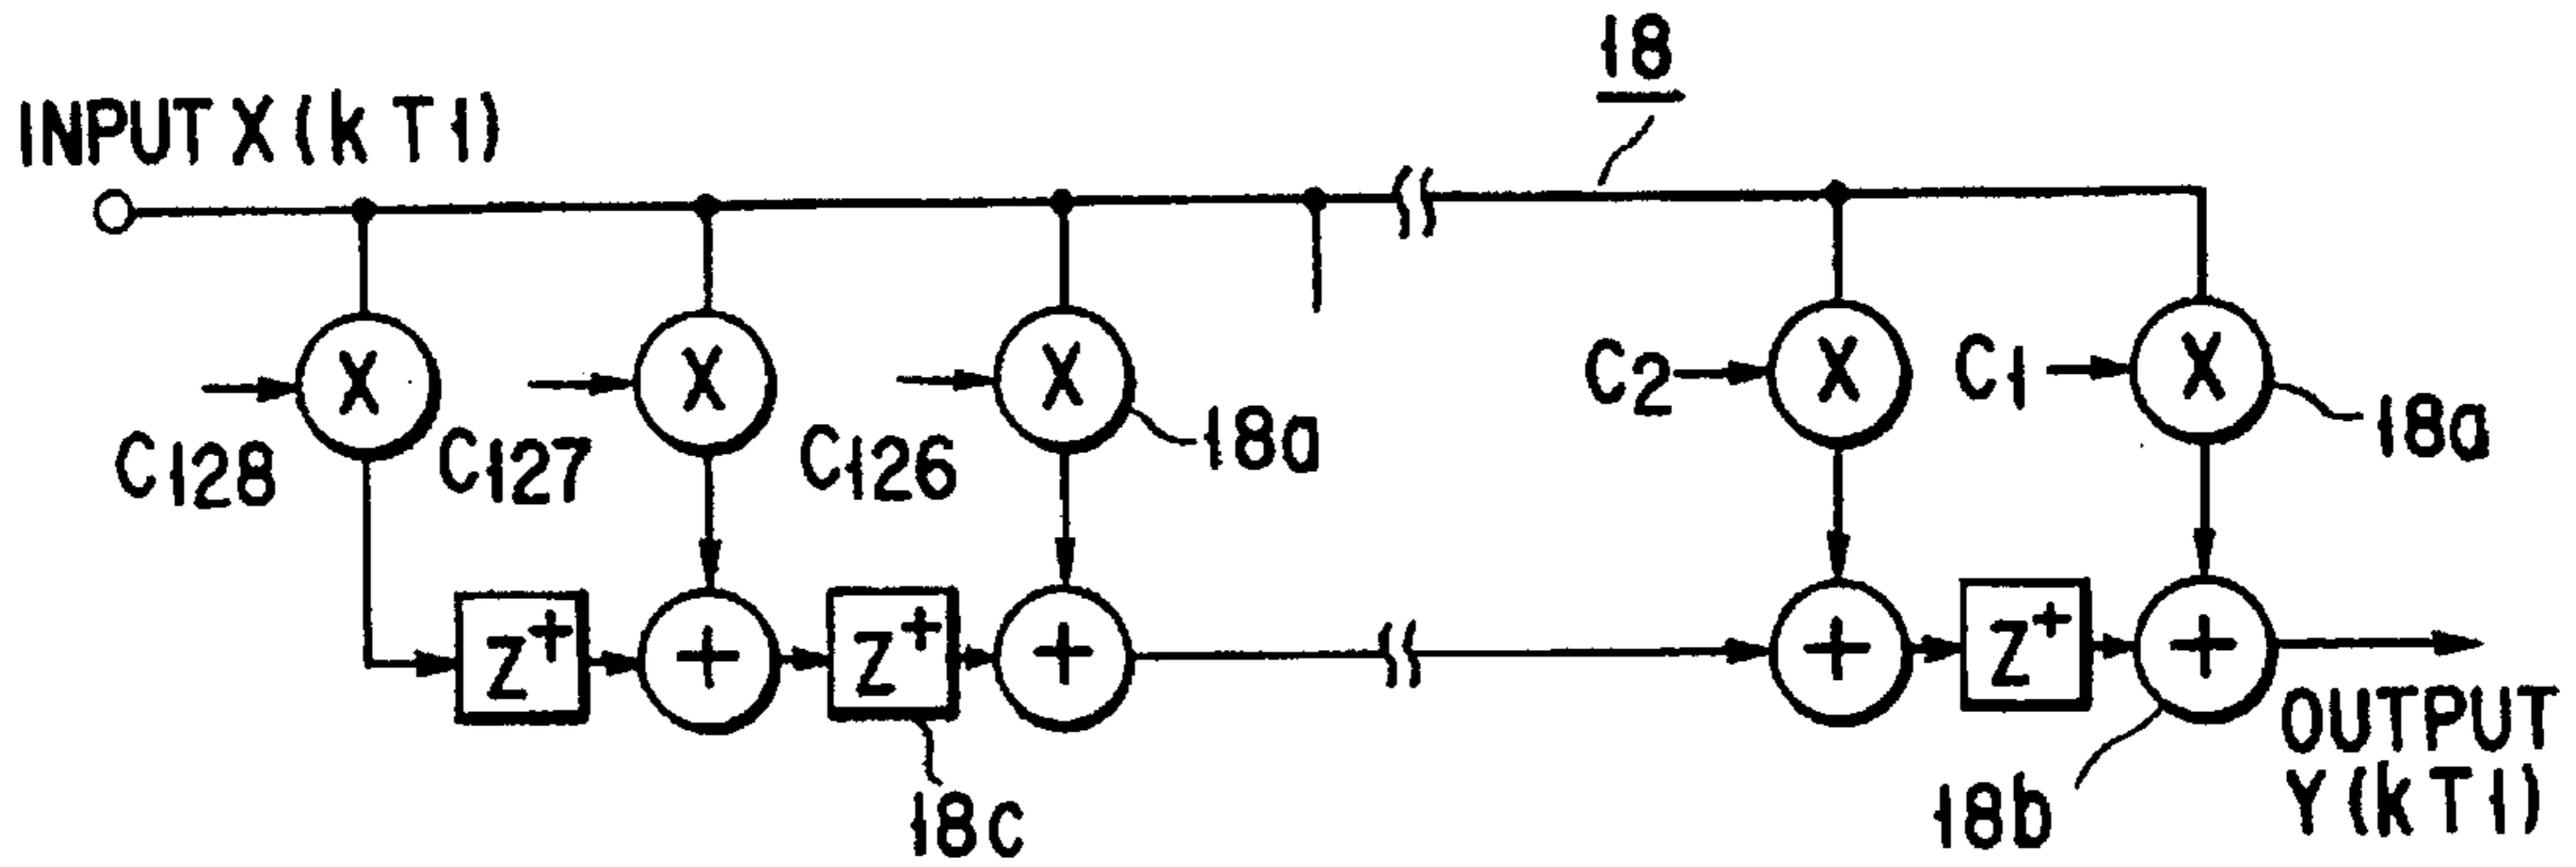 18
INPUT X (kT1)
X X X X X
C128 C127 C126 C2 C1
18a 18a
Z+ + Z+ + + Z+ +
OUTPUT
Y(kT1)
18c 18b